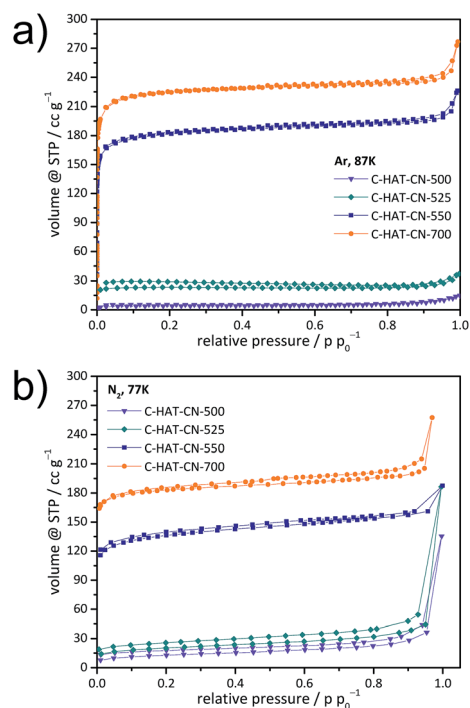 a)
300
270
240
210
180
150
120
90
60
30
0
volume @ STP / cc g⁻¹
Ar, 87K
C-HAT-CN-500
C-HAT-CN-525
C-HAT-CN-550
C-HAT-CN-700
0.0 0.2 0.4 0.6 0.8 1.0
relative pressure / p p₀⁻¹
b)
300
270
240
210
180
150
120
90
60
30
0
volume @ STP / cc g⁻¹
N₂, 77K
C-HAT-CN-500
C-HAT-CN-525
C-HAT-CN-550
C-HAT-CN-700
0.0 0.2 0.4 0.6 0.8 1.0
relative pressure / p p₀⁻¹